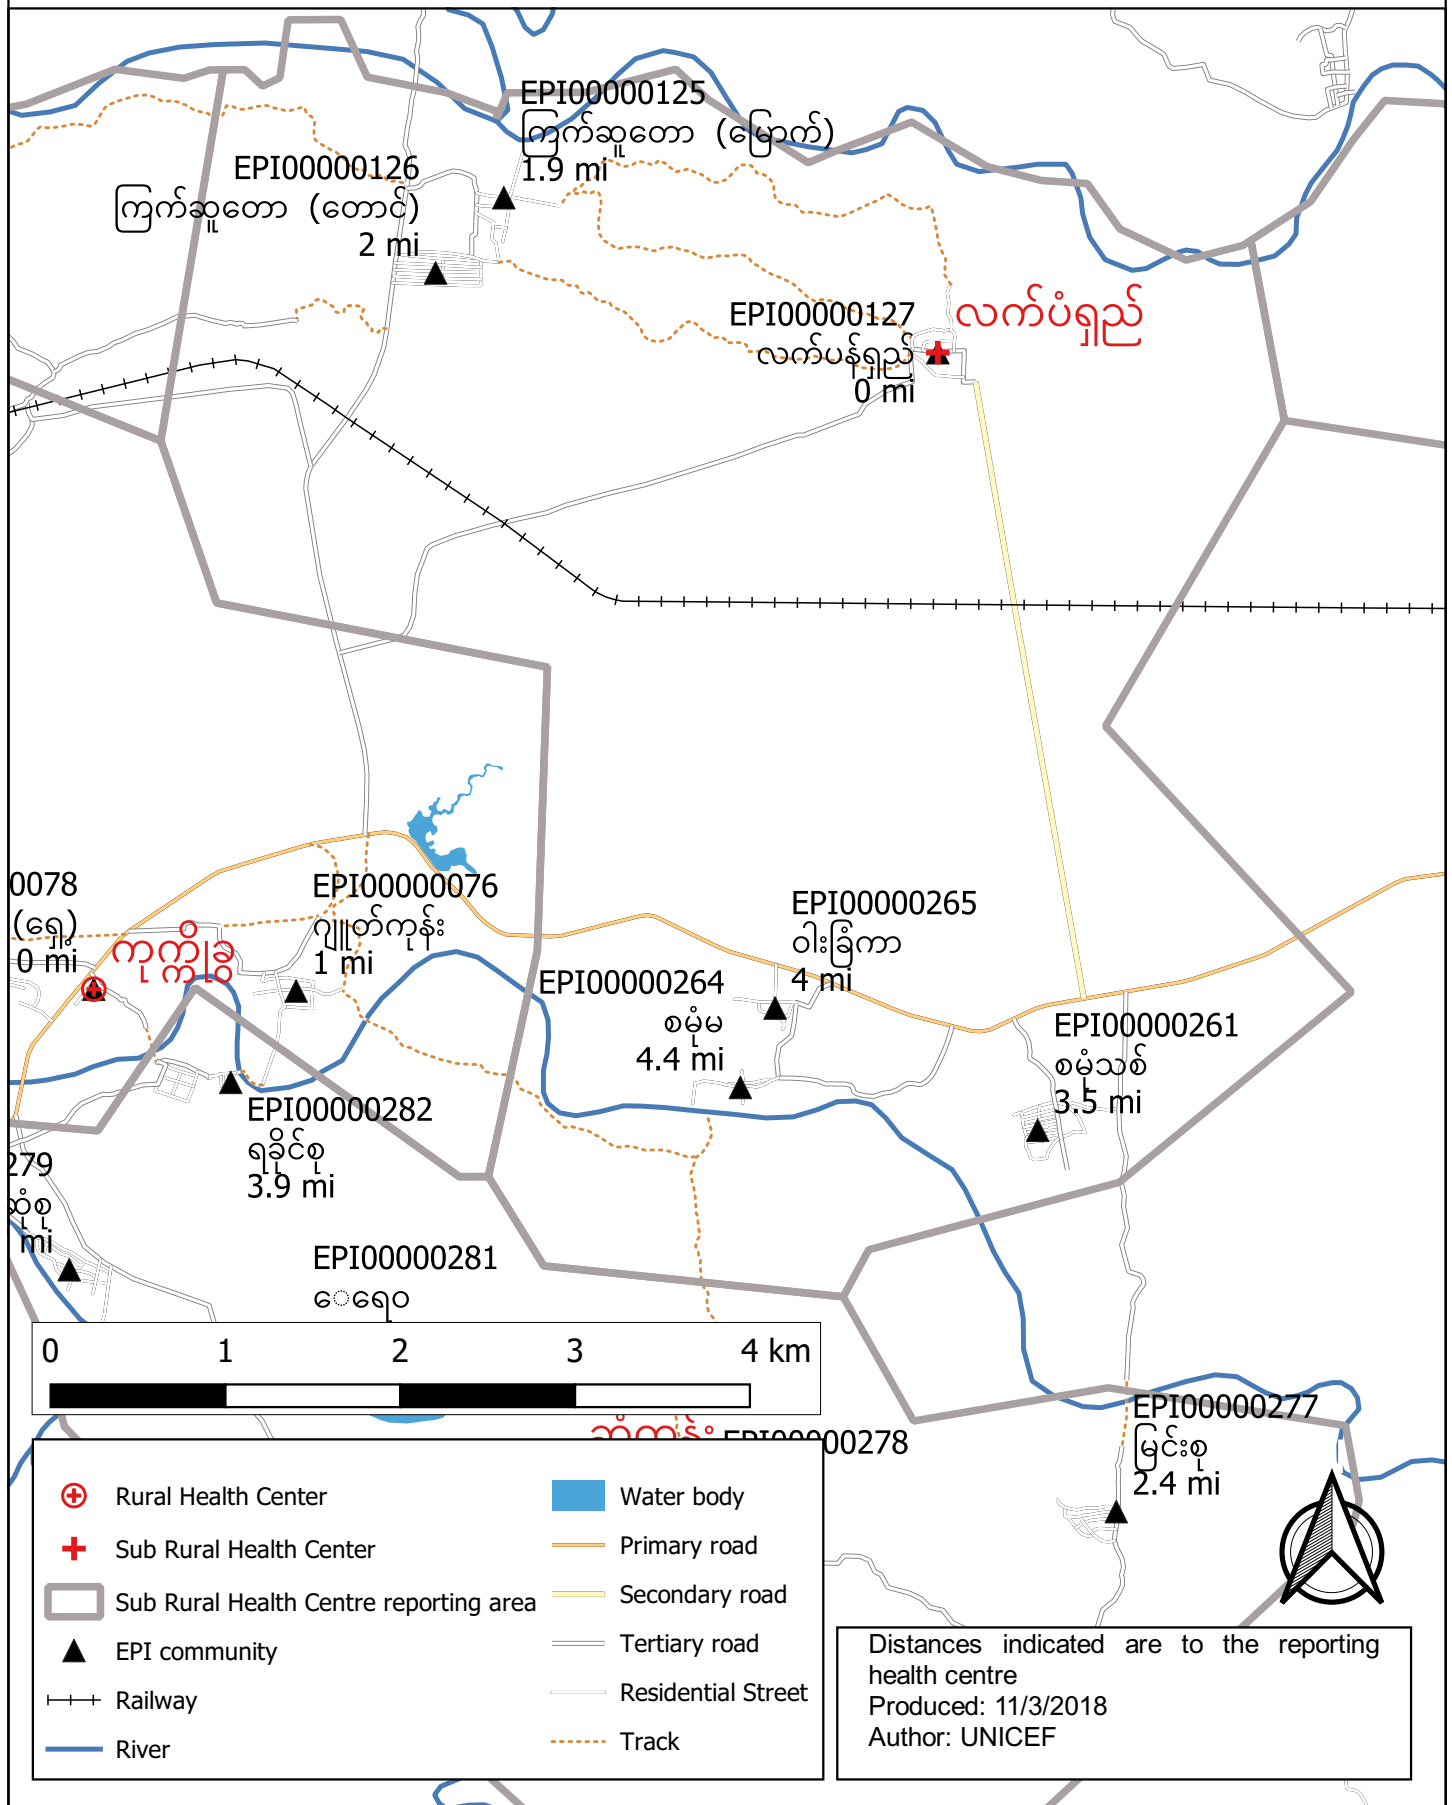 EPI00000125
ကြက်ဆူတော (မြောက်)
1.9 mi
EPI00000126
ကြက်ဆူတော (တောင်)
2 mi
EPI00000127
လက်ပန်ရှည်
0 mi
လက်ပံရှည်
0078
(ရှေ့)
0 mi
ကုက္ကိုခွ
EPI00000076
ဂျွတ်ကုန်း
1 mi
EPI00000265
ဝါးခြံကာ
4 mi
EPI00000264
စမုံမ
4.4 mi
EPI00000261
စမုံသစ်
3.5 mi
EPI00000282
ရခိုင်စု
3.9 mi
279
mi
EPI00000281
ေရေဝ
0 1 2 3 4 km
EPI00000278
EPI00000277
မြင်းစု
2.4 mi
Rural Health Center
Sub Rural Health Center
Sub Rural Health Centre reporting area
EPI community
Railway
River
Water body
Primary road
Secondary road
Tertiary road
Residential Street
Track
Distances indicated are to the reporting
health centre
Produced: 11/3/2018
Author: UNICEF